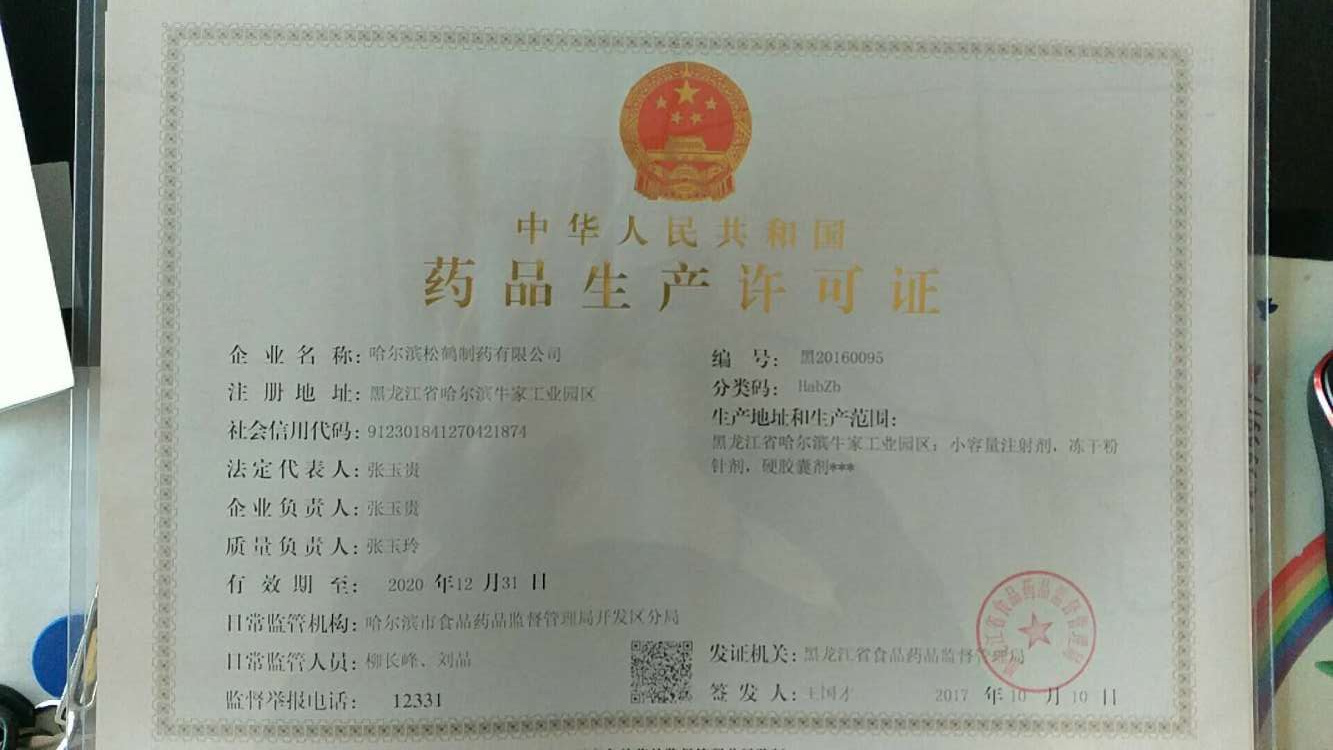 中华人民共和国
药品生产许可证
企业名称：哈尔滨松鹤制药有限公司
注册地址：黑龙江省哈尔滨牛家工业园区
社会信用代码：912301841270421874
法定代表人：张玉贵
企业负责人：张玉贵
质量负责人：张玉玲
有效期至：2020 年12 月31 日
日常监管机构：哈尔滨市食品药品监督管理局开发区分局
日常监管人员：柳长峰、刘晶
监督举报电话：12331
编号：黑20160095
分类码：HabZb
生产地址和生产范围：
黑龙江省哈尔滨牛家工业园区：小容量注射剂，冻干粉
针剂，硬胶囊剂***
发证机关：黑龙江省食品药品监督管理局
签发人：王国才
2017 年10 月10 日